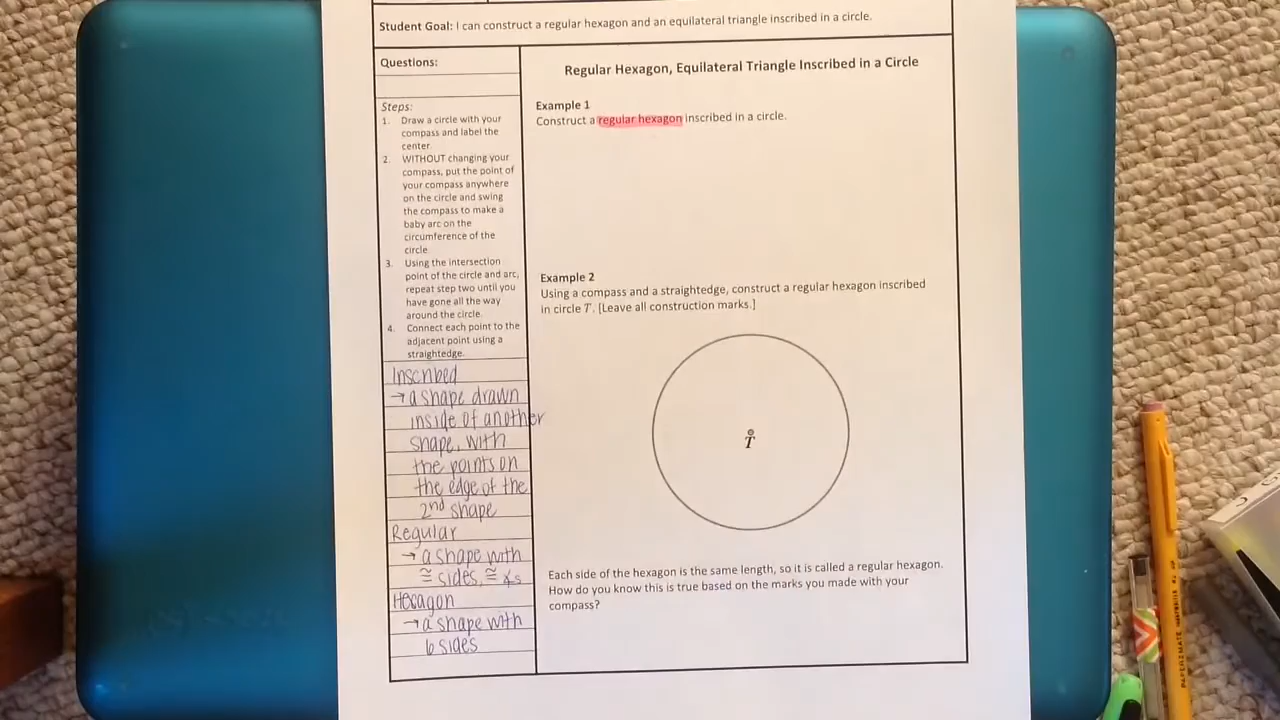 Student Goal: I can construct a regular hexagon and an equilateral triangle inscribed in a circle.
Questions:
Steps:
1. Draw a circle with your
compass and label the
center.
2. WITHOUT changing your
compass, put the point of
your compass anywhere
on the circle and swing
the compass to make a
baby arc on the
circumference of the
circle.
3. Using the intersection
point of the circle and arc,
repeat step two until you
have gone all the way
around the circle.
4. Connect each point to the
adjacent point using a
straightedge.
Inscribed
→ a shape drawn
inside of another
shape, with
the points on
the edge of the
2nd shape
Regular
→ a shape with
≅ sides, ≅ ∡s
Hexagon
→ a shape with
6 sides
Regular Hexagon, Equilateral Triangle Inscribed in a Circle
Example 1
Construct a regular hexagon inscribed in a circle.
Example 2
Using a compass and a straightedge, construct a regular hexagon inscribed
in circle T. [Leave all construction marks.]
T
Each side of the hexagon is the same length, so it is called a regular hexagon.
How do you know this is true based on the marks you made with your
compass?